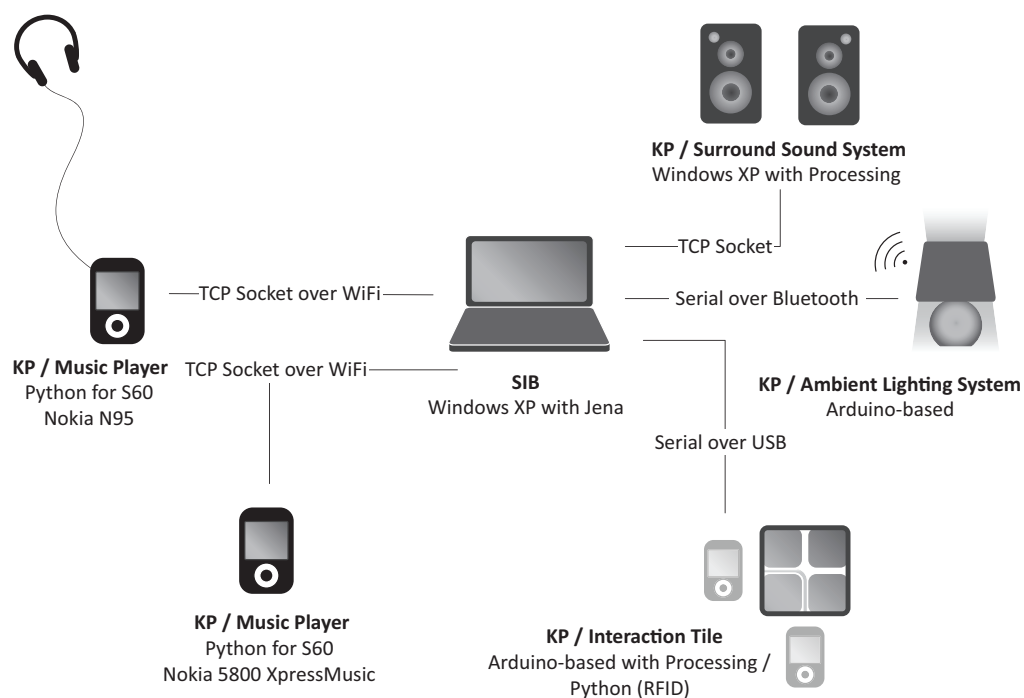 KP / Surround Sound System
Windows XP with Processing
TCP Socket
TCP Socket over WiFi
Serial over Bluetooth
KP / Music Player
Python for S60
Nokia N95
TCP Socket over WiFi
SIB
Windows XP with Jena
KP / Ambient Lighting System
Arduino-based
Serial over USB
KP / Music Player
Python for S60
Nokia 5800 XpressMusic
KP / Interaction Tile
Arduino-based with Processing /
Python (RFID)